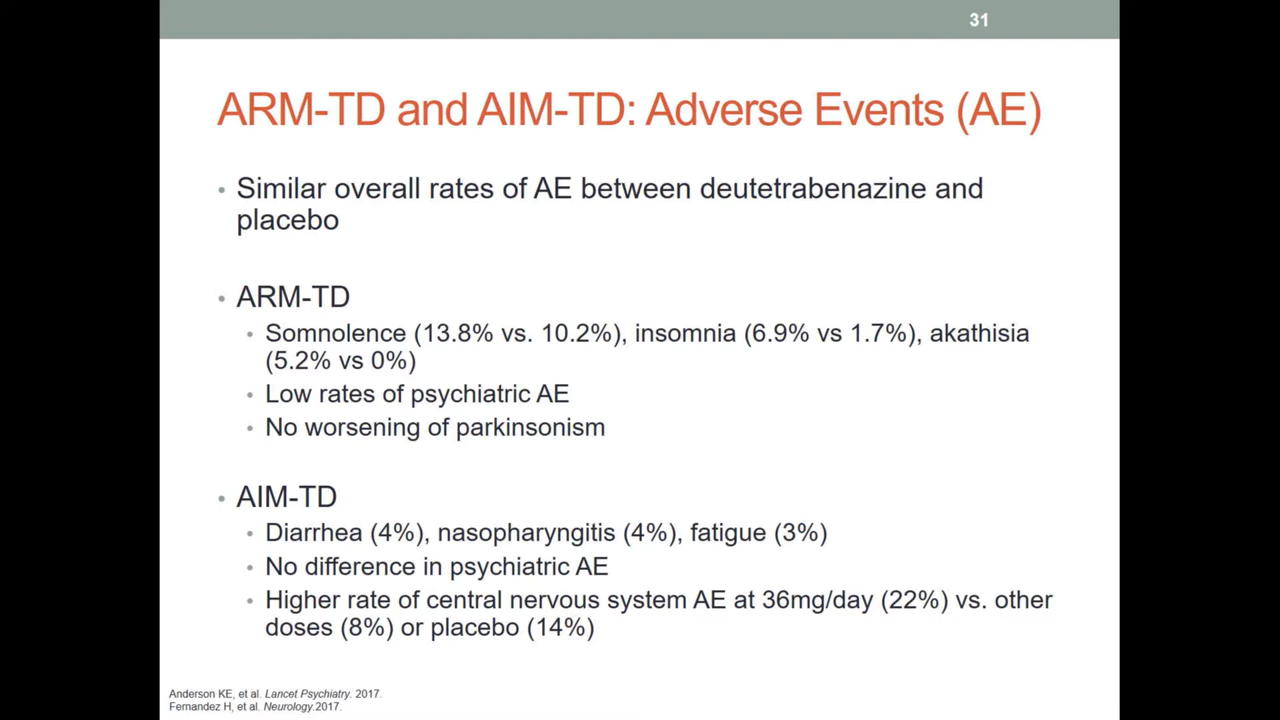 31
ARM-TD and AIM-TD: Adverse Events (AE)
• Similar overall rates of AE between deutetrabenazine and
placebo
• ARM-TD
• Somnolence (13.8% vs. 10.2%), insomnia (6.9% vs 1.7%), akathisia
(5.2% vs 0%)
• Low rates of psychiatric AE
• No worsening of parkinsonism
• AIM-TD
• Diarrhea (4%), nasopharyngitis (4%), fatigue (3%)
• No difference in psychiatric AE
• Higher rate of central nervous system AE at 36mg/day (22%) vs. other
doses (8%) or placebo (14%)
Anderson KE, et al. Lancet Psychiatry. 2017.
Fernandez H, et al. Neurology.2017.